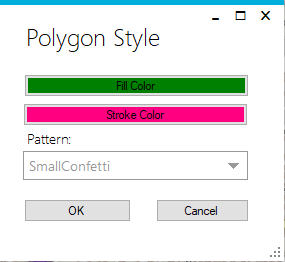 Polygon Style
Fill Color
Stroke Color
Pattern:
SmallConfetti
OK
Cancel